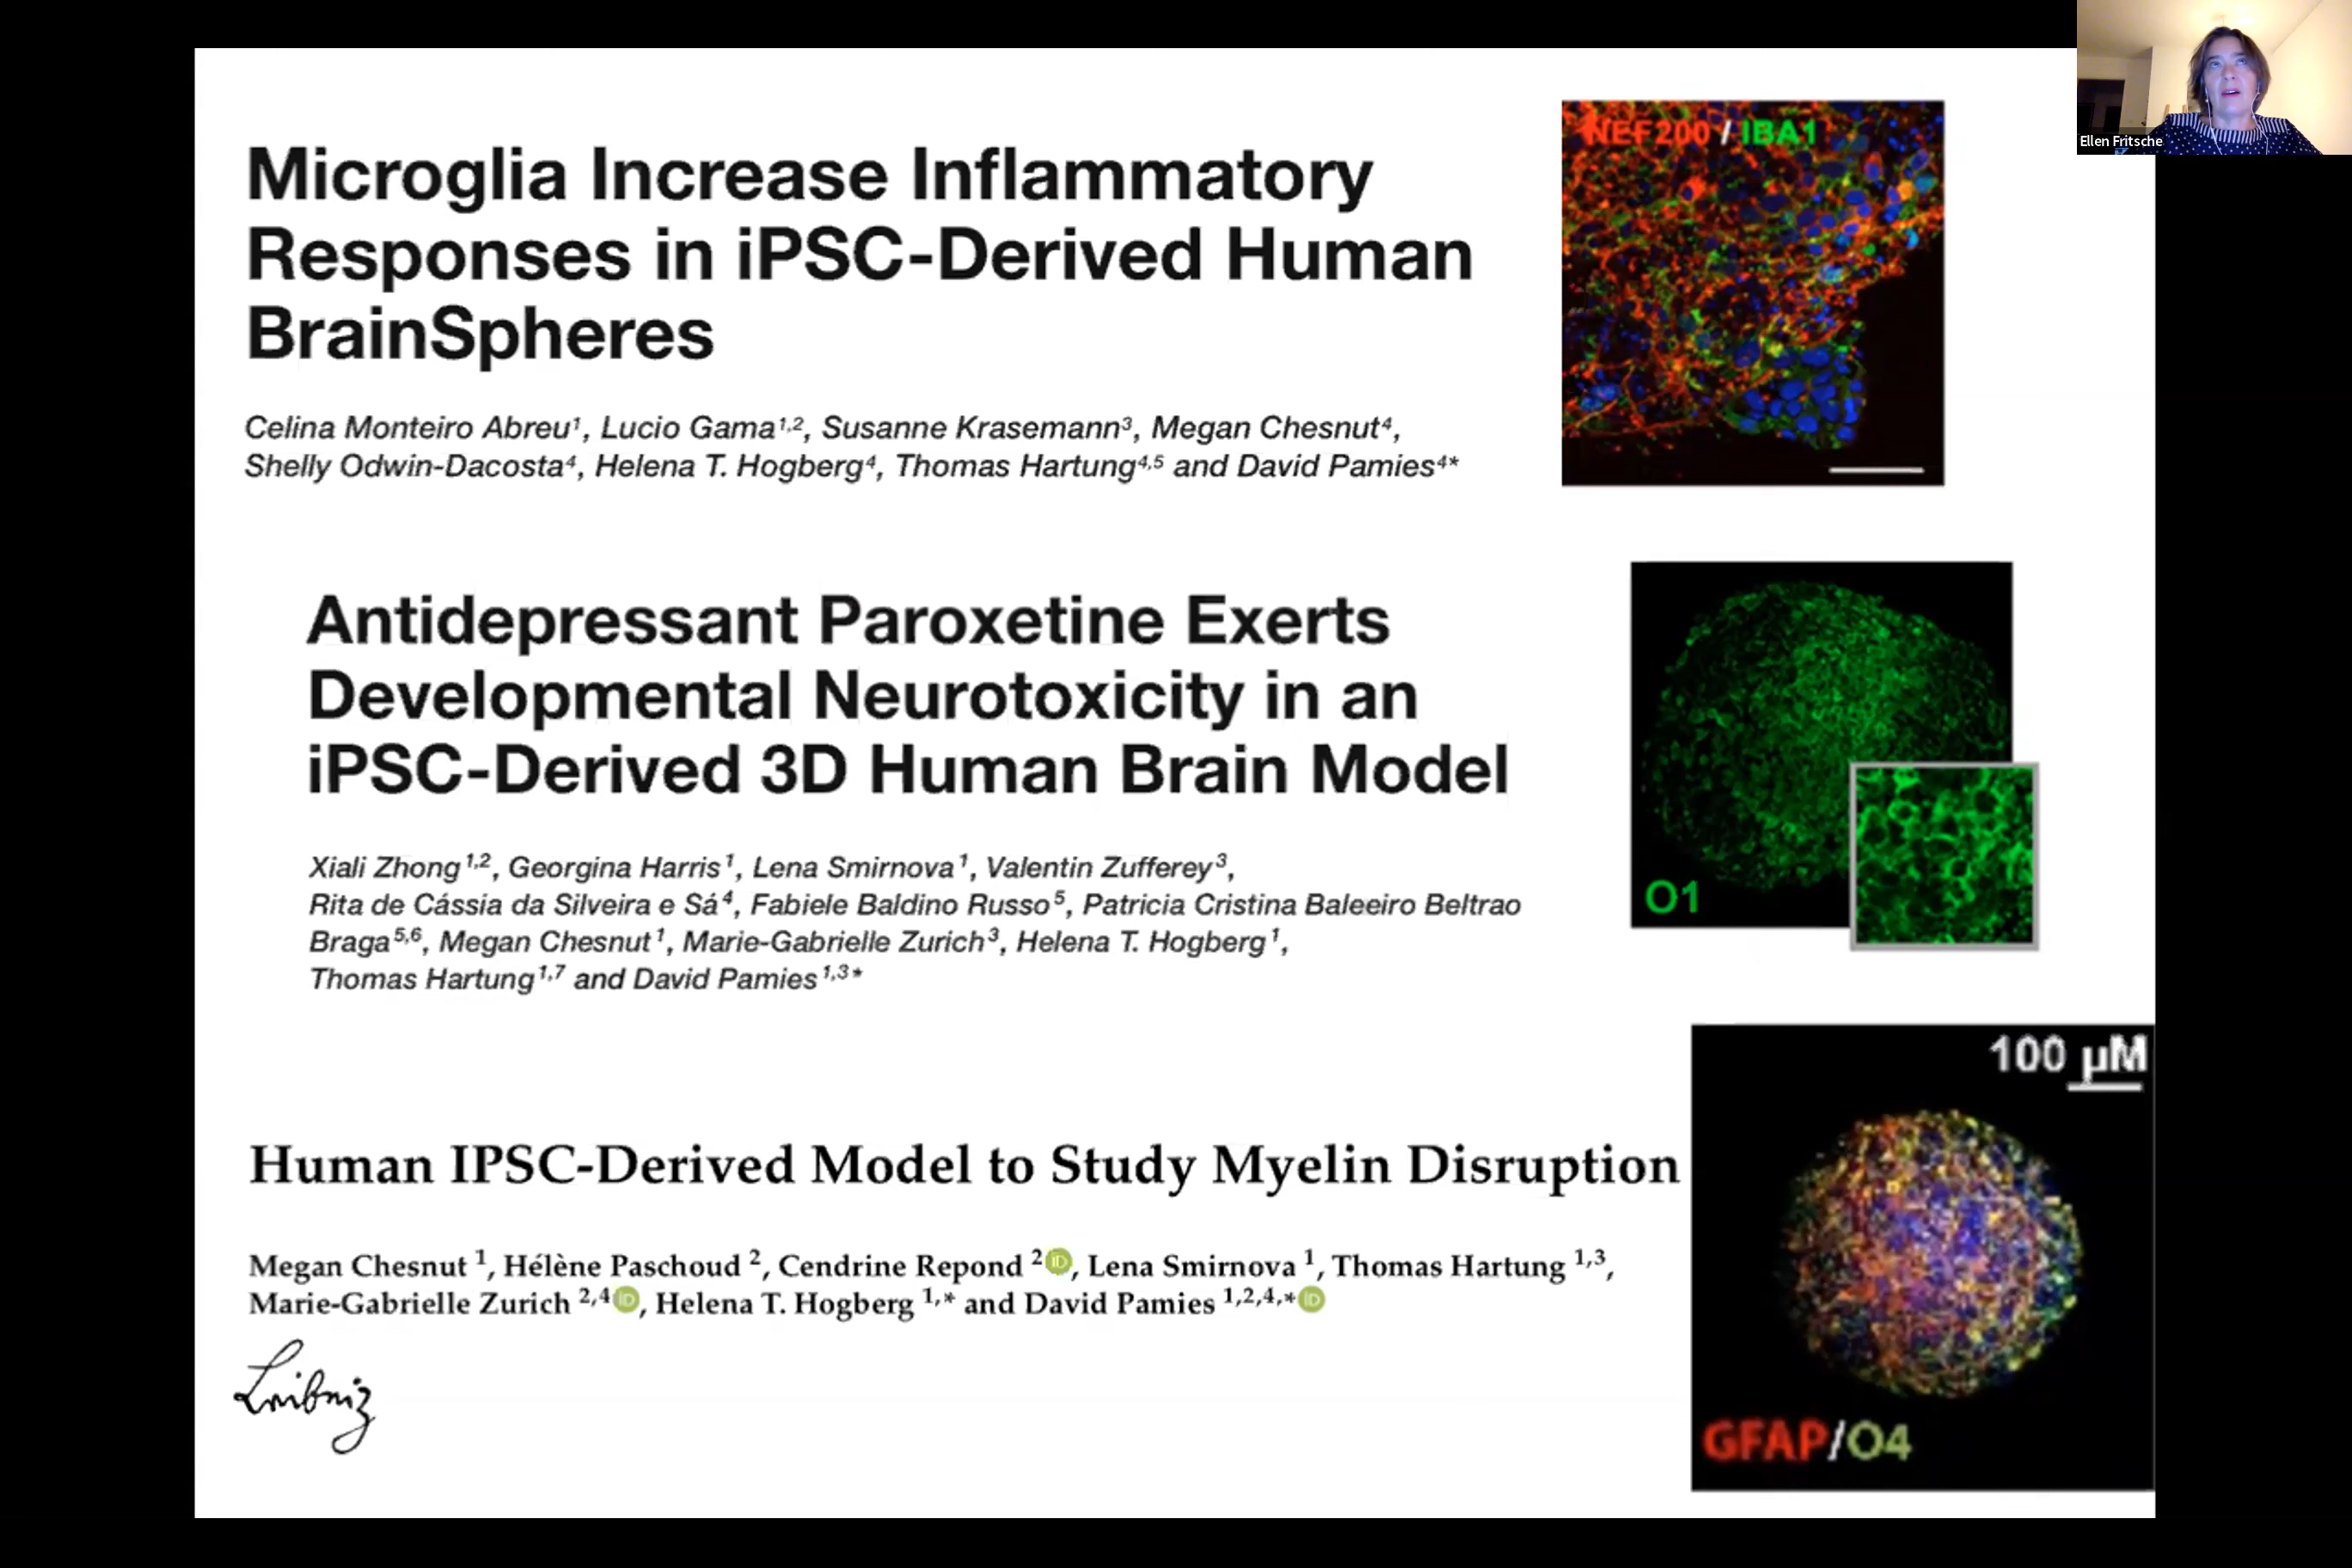 Microglia Increase Inflammatory
Responses in iPSC-Derived Human
BrainSpheres
Celina Monteiro Abreu¹, Lucio Gama¹,², Susanne Krasemann³, Megan Chesnut⁴,
Shelly Odwin-Dacosta⁴, Helena T. Hogberg⁴, Thomas Hartung⁴,⁵ and David Pamies⁴*
NEF200 / IBA1
Ellen Fritsche
Antidepressant Paroxetine Exerts
Developmental Neurotoxicity in an
iPSC-Derived 3D Human Brain Model
Xiali Zhong¹,², Georgina Harris¹, Lena Smirnova¹, Valentin Zufferey³,
Rita de Cássia da Silveira e Sá⁴, Fabiele Baldino Russo⁵, Patricia Cristina Baleeiro Beltrao
Braga⁵,⁶, Megan Chesnut¹, Marie-Gabrielle Zurich³, Helena T. Hogberg¹,
Thomas Hartung¹,⁷ and David Pamies¹,³*
O1
Human IPSC-Derived Model to Study Myelin Disruption
Megan Chesnut ¹, Hélène Paschoud ², Cendrine Repond ² iD, Lena Smirnova ¹, Thomas Hartung ¹,³,
Marie-Gabrielle Zurich ²,⁴ iD, Helena T. Hogberg ¹,* and David Pamies ¹,²,⁴,* iD
100 µM
GFAP/O4
Leibniz